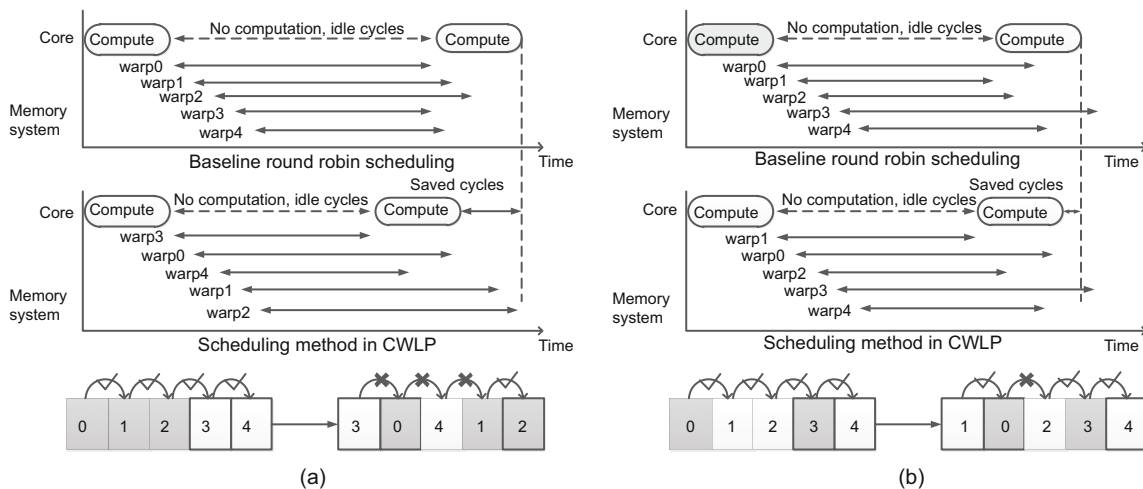 Core
Compute
No computation, idle cycles
Compute
warp0
warp1
warp2
warp3
warp4
Memory
system
Baseline round robin scheduling
Time
Saved cycles
Core
Compute
No computation, idle cycles
Compute
warp3
warp0
warp4
warp1
warp2
Memory
system
Scheduling method in CWLP
Time
0 1 2 3 4
3 0 4 1 2
(a)
Core
Compute
No computation, idle cycles
Compute
warp0
warp1
warp2
warp3
warp4
Memory
system
Baseline round robin scheduling
Time
Saved cycles
Core
Compute
No computation, idle cycles
Compute
warp1
warp0
warp2
warp3
warp4
Memory
system
Scheduling method in CWLP
Time
0 1 2 3 4
1 0 2 3 4
(b)